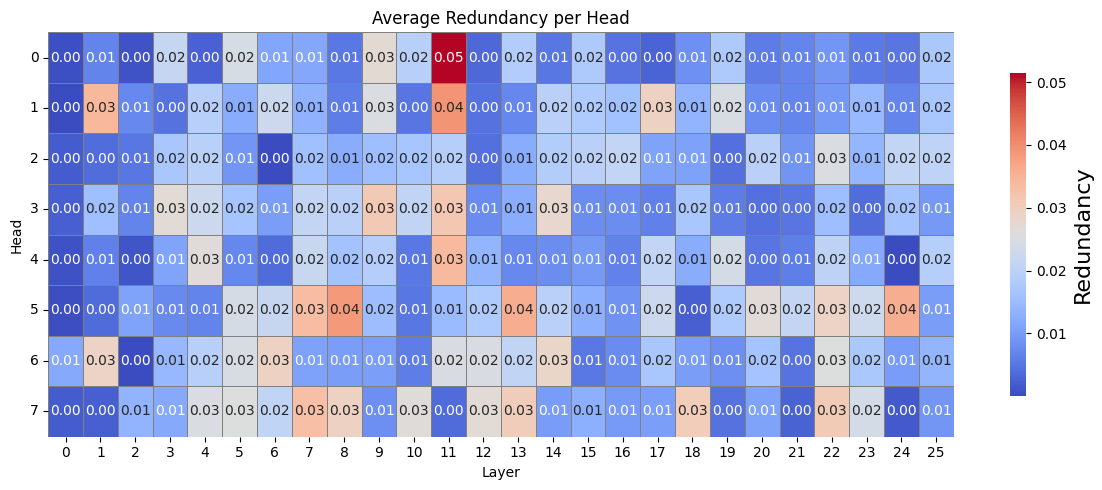 Average Redundancy per Head
0 0.00 0.01 0.00 0.02 0.00 0.02 0.01 0.01 0.01 0.03 0.02 0.05 0.00 0.02 0.01 0.02 0.00 0.00 0.01 0.02 0.01 0.01 0.01 0.01 0.00 0.02
1 0.00 0.03 0.01 0.00 0.02 0.01 0.02 0.01 0.01 0.03 0.00 0.04 0.00 0.01 0.02 0.02 0.02 0.03 0.01 0.02 0.01 0.01 0.01 0.01 0.01 0.02
2 0.00 0.00 0.01 0.02 0.02 0.01 0.00 0.02 0.01 0.02 0.02 0.02 0.00 0.01 0.02 0.02 0.02 0.01 0.01 0.00 0.02 0.01 0.03 0.01 0.02 0.02
3 0.00 0.02 0.01 0.03 0.02 0.02 0.01 0.02 0.02 0.03 0.02 0.03 0.01 0.01 0.03 0.01 0.01 0.01 0.02 0.01 0.00 0.00 0.02 0.00 0.02 0.01
4 0.00 0.01 0.00 0.01 0.03 0.01 0.00 0.02 0.02 0.02 0.01 0.03 0.01 0.01 0.01 0.01 0.01 0.02 0.01 0.02 0.01 0.01 0.02 0.01 0.00 0.02
5 0.00 0.00 0.01 0.01 0.01 0.02 0.02 0.03 0.04 0.02 0.01 0.01 0.02 0.04 0.02 0.01 0.01 0.02 0.00 0.02 0.03 0.02 0.03 0.02 0.04 0.01
6 0.01 0.03 0.00 0.01 0.02 0.02 0.03 0.01 0.01 0.01 0.01 0.02 0.02 0.02 0.03 0.01 0.01 0.02 0.01 0.01 0.02 0.00 0.03 0.02 0.01 0.01
7 0.00 0.00 0.01 0.01 0.03 0.03 0.02 0.03 0.03 0.01 0.03 0.00 0.03 0.03 0.01 0.01 0.01 0.01 0.03 0.01 0.01 0.00 0.03 0.02 0.00 0.01
0 1 2 3 4 5 6 7 8 9 10 11 12 13 14 15 16 17 18 19 20 21 22 23 24 25
Layer
Head
0.05
0.04
0.03
0.02
0.01
Redundancy